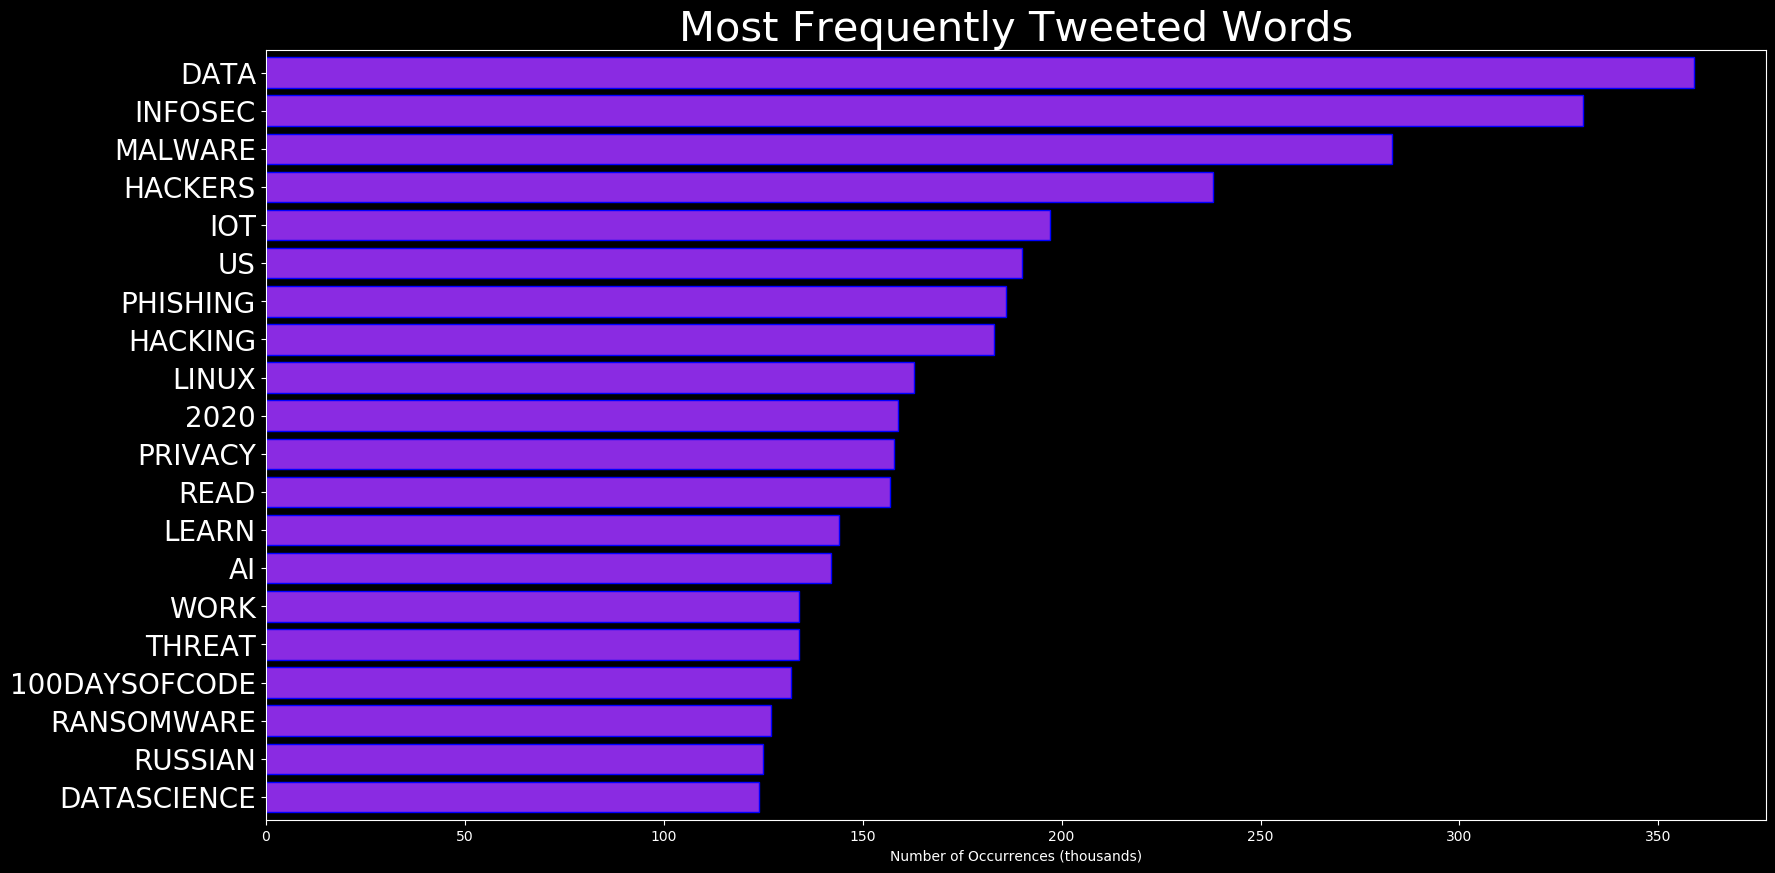 Most Frequently Tweeted Words
DATA
INFOSEC
MALWARE
HACKERS
IOT
US
PHISHING
HACKING
LINUX
2020
PRIVACY
READ
LEARN
AI
WORK
THREAT
100DAYSOFCODE
RANSOMWARE
RUSSIAN
DATASCIENCE
0 50 100 150 200 250 300 350
Number of Occurrences (thousands)